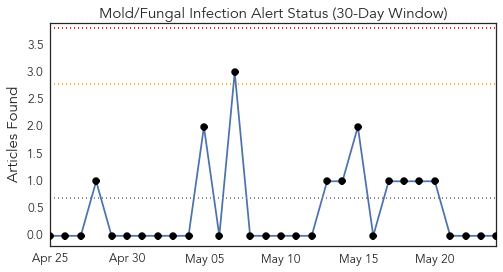 Mold/Fungal Infection Alert Status (30-Day Window)
Articles Found
3.5
3.0
2.5
2.0
1.5
1.0
0.5
0.0
Apr 25 Apr 30 May 05 May 10 May 15 May 20